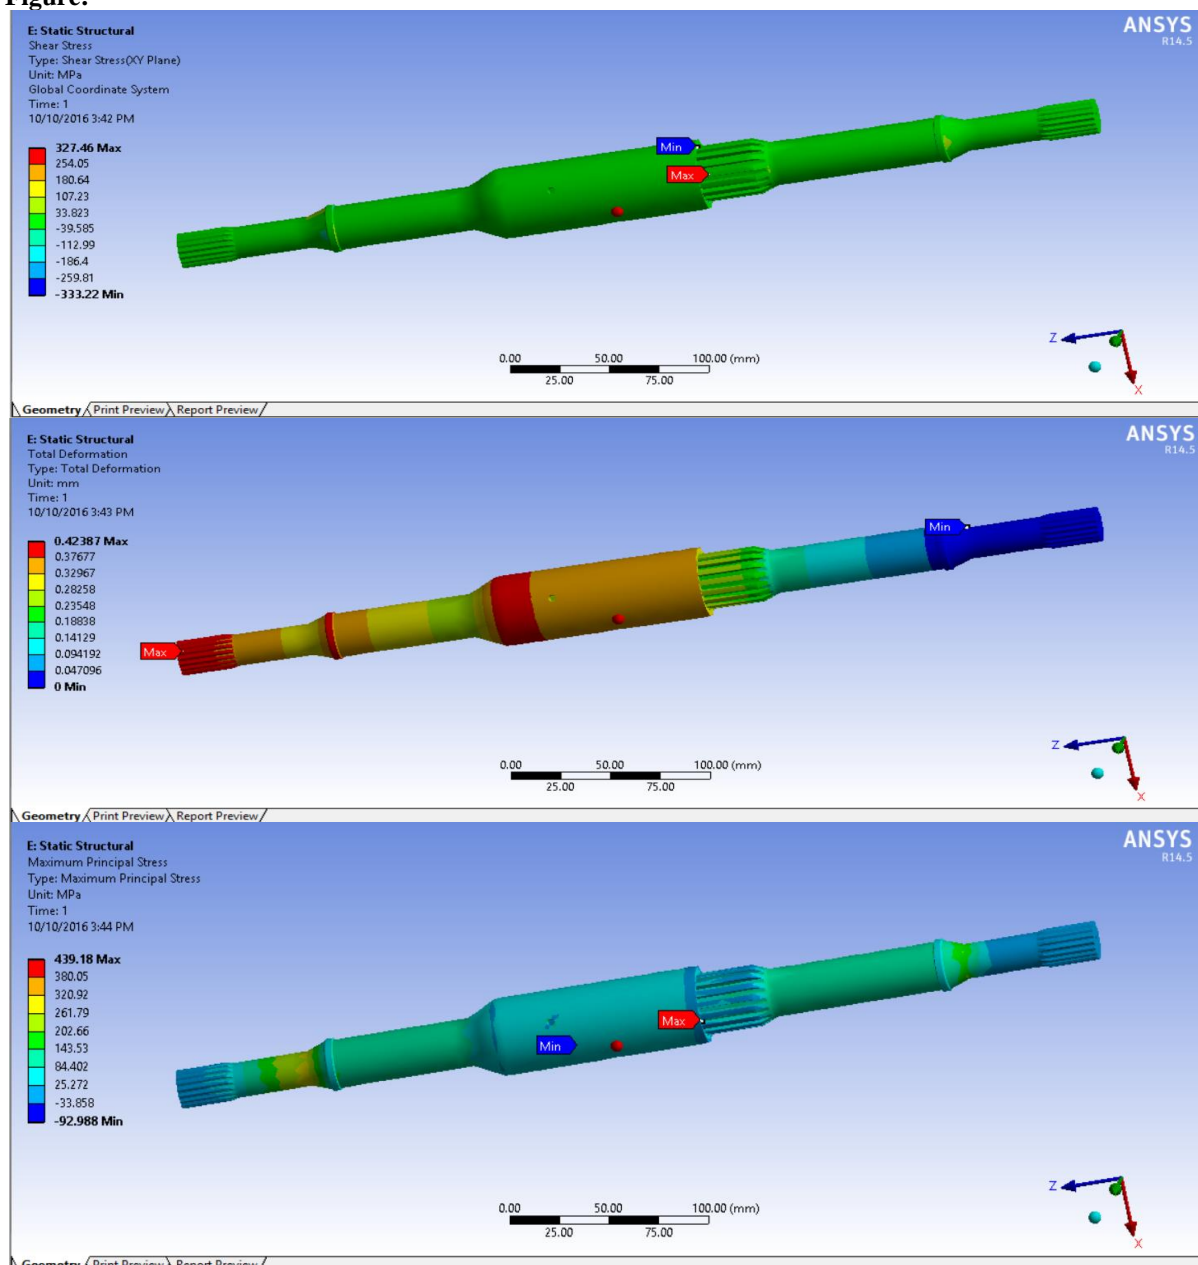 Figure:
E: Static Structural
Shear Stress
Type: Shear Stress(XY Plane)
Unit: MPa
Global Coordinate System
Time: 1
10/10/2016 3:42 PM
ANSYS
R14.5
327.46 Max
254.05
180.64
107.23
33.823
-39.585
-112.99
-186.4
-259.81
-333.22 Min
Min
Max
0.00 50.00 100.00 (mm)
25.00 75.00
Z
X
Geometry Print Preview Report Preview
E: Static Structural
Total Deformation
Type: Total Deformation
Unit: mm
Time: 1
10/10/2016 3:43 PM
ANSYS
R14.5
0.42387 Max
0.37677
0.32967
0.28258
0.23548
0.18838
0.14129
0.094192
0.047096
0 Min
Min
Max
0.00 50.00 100.00 (mm)
25.00 75.00
Z
X
Geometry Print Preview Report Preview
E: Static Structural
Maximum Principal Stress
Type: Maximum Principal Stress
Unit: MPa
Time: 1
10/10/2016 3:44 PM
ANSYS
R14.5
439.18 Max
380.05
320.92
261.79
202.66
143.53
84.402
25.272
-33.858
-92.988 Min
Max
Min
0.00 50.00 100.00 (mm)
25.00 75.00
Z
X
Geometry Print Preview Report Preview